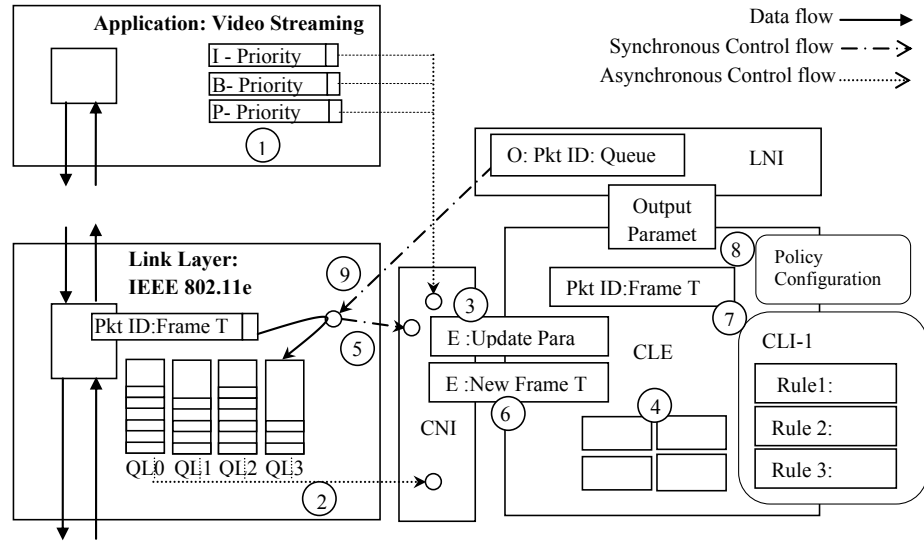 Application: Video Streaming
I - Priority
B- Priority
P- Priority
1
Data flow
Synchronous Control flow
Asynchronous Control flow
O: Pkt ID: Queue
LNI
Output
Paramet
Link Layer:
IEEE 802.11e
9
Pkt ID:Frame T
5
QL0
QL1
QL2
QL3
2
3
E :Update Para
E :New Frame T
6
CNI
8
Policy
Configuration
Pkt ID:Frame T
7
CLE
4
CLI-1
Rule1:
Rule 2:
Rule 3: